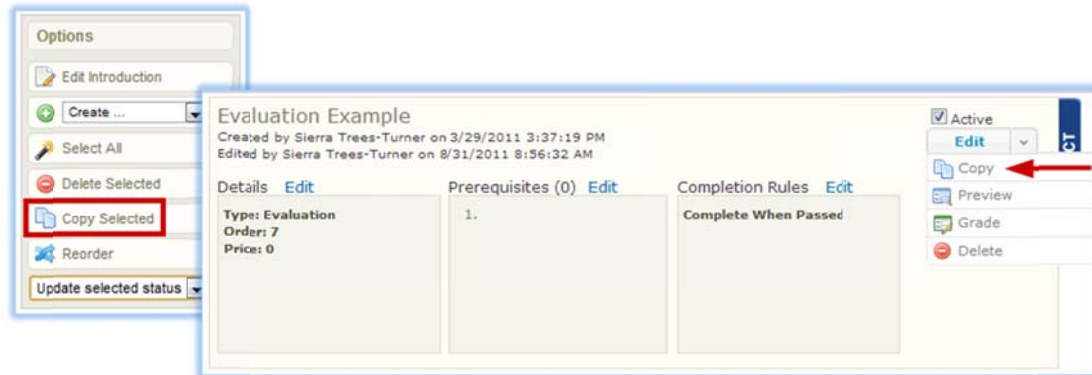 Options
Edit Introduction
Create ...
Select All
Delete Selected
Copy Selected
Reorder
Update selected status
Evaluation Example
Created by Sierra Trees-Turner on 3/29/2011 3:37:19 PM
Edited by Sierra Trees-Turner on 8/31/2011 8:56:32 AM
Active
Edit
Copy
Preview
Grade
Delete
Details Edit
Type: Evaluation
Order: 7
Price: 0
Prerequisites (0) Edit
1.
Completion Rules Edit
Complete When Passed